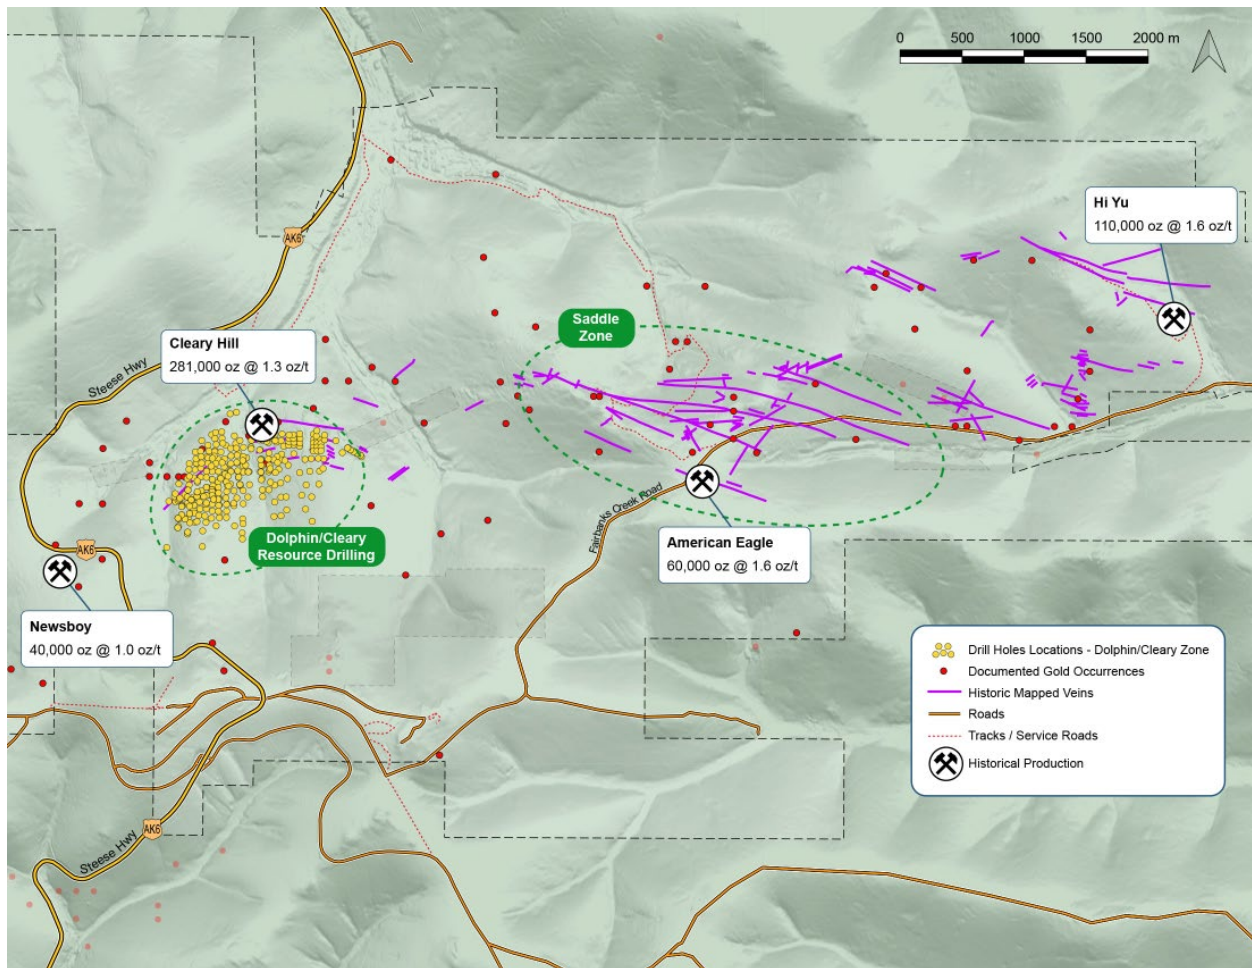 0 500 1000 1500 2000 m
Hi Yu
110,000 oz @ 1.6 oz/t
AK6
Saddle
Zone
Cleary Hill
281,000 oz @ 1.3 oz/t
Steese Hwy
Fairbanks Creek Road
Dolphin/Cleary
Resource Drilling
American Eagle
60,000 oz @ 1.6 oz/t
AK6
Newsboy
40,000 oz @ 1.0 oz/t
Drill Holes Locations - Dolphin/Cleary Zone
Documented Gold Occurrences
Historic Mapped Veins
Roads
Tracks / Service Roads
Historical Production
AK6
Steese Hwy